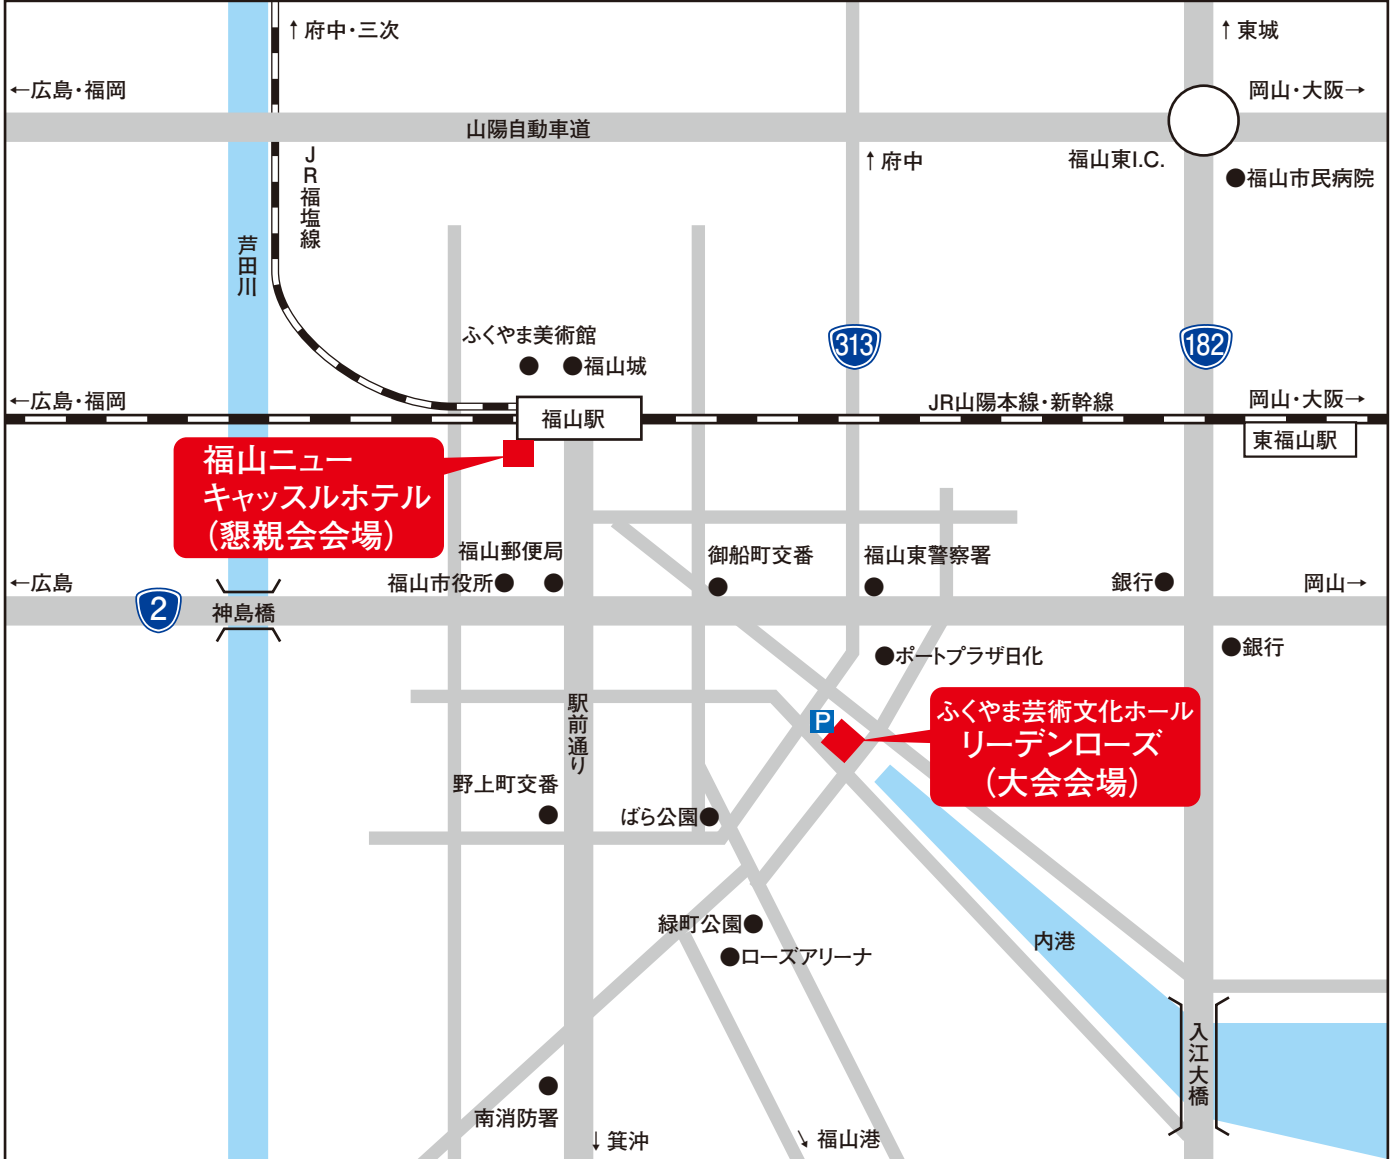 ↑府中・三次
↑東城
←広島・福岡
岡山・大阪→
山陽自動車道
JR福塩線
↑府中
福山東I.C.
福山市民病院
芦田川
ふくやま美術館
福山城
313
182
←広島・福岡
福山駅
JR山陽本線・新幹線
岡山・大阪→
東福山駅
福山ニュー
キャッスルホテル
(懇親会会場)
福山郵便局
福山市役所
御船町交番
福山東警察署
銀行
←広島
岡山→
2
神島橋
銀行
ポートプラザ日化
駅前通り
P
ふくやま芸術文化ホール
リーデンローズ
(大会会場)
野上町交番
ばら公園
緑町公園
ローズアリーナ
内港
入江大橋
南消防署
↓箕沖
↘福山港